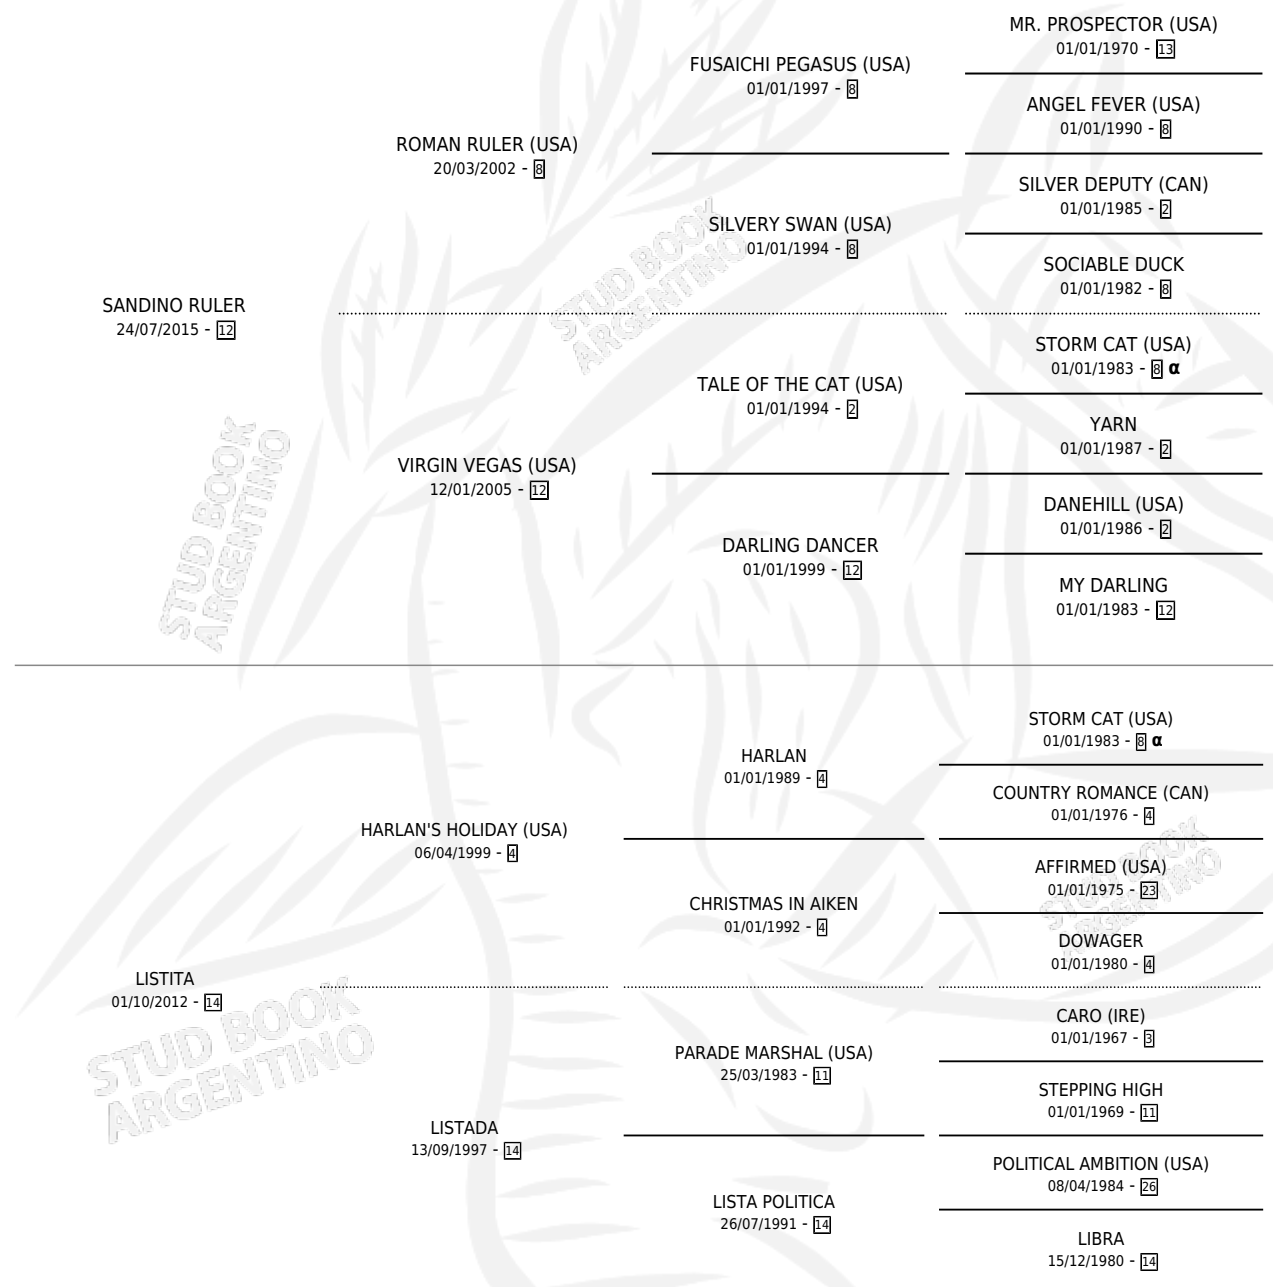 MR. PROSPECTOR (USA)
01/01/1970 - 13
FUSAICHI PEGASUS (USA)
01/01/1997 - 8
ANGEL FEVER (USA)
01/01/1990 - 8
ROMAN RULER (USA)
20/03/2002 - 8
SILVER DEPUTY (CAN)
01/01/1985 - 2
SILVERY SWAN (USA)
01/01/1994 - 8
SOCIABLE DUCK
01/01/1982 - 8
SANDINO RULER
24/07/2015 - 12
STORM CAT (USA)
01/01/1983 - 8 α
TALE OF THE CAT (USA)
01/01/1994 - 2
YARN
01/01/1987 - 2
VIRGIN VEGAS (USA)
12/01/2005 - 12
DANEHILL (USA)
01/01/1986 - 2
DARLING DANCER
01/01/1999 - 12
MY DARLING
01/01/1983 - 12
STUD BOOK
ARGENTINO
STUD BOOK
ARGENTINO
STORM CAT (USA)
01/01/1983 - 8 α
HARLAN
01/01/1989 - 4
COUNTRY ROMANCE (CAN)
01/01/1976 - 4
HARLAN'S HOLIDAY (USA)
06/04/1999 - 4
AFFIRMED (USA)
01/01/1975 - 23
CHRISTMAS IN AIKEN
01/01/1992 - 4
DOWAGER
01/01/1980 - 4
LISTITA
01/10/2012 - 14
CARO (IRE)
01/01/1967 - 3
PARADE MARSHAL (USA)
25/03/1983 - 11
STEPPING HIGH
01/01/1969 - 11
LISTADA
13/09/1997 - 14
POLITICAL AMBITION (USA)
08/04/1984 - 26
LISTA POLITICA
26/07/1991 - 14
LIBRA
15/12/1980 - 14
STUD BOOK
ARGENTINO
STUD BOOK
ARGENTINO